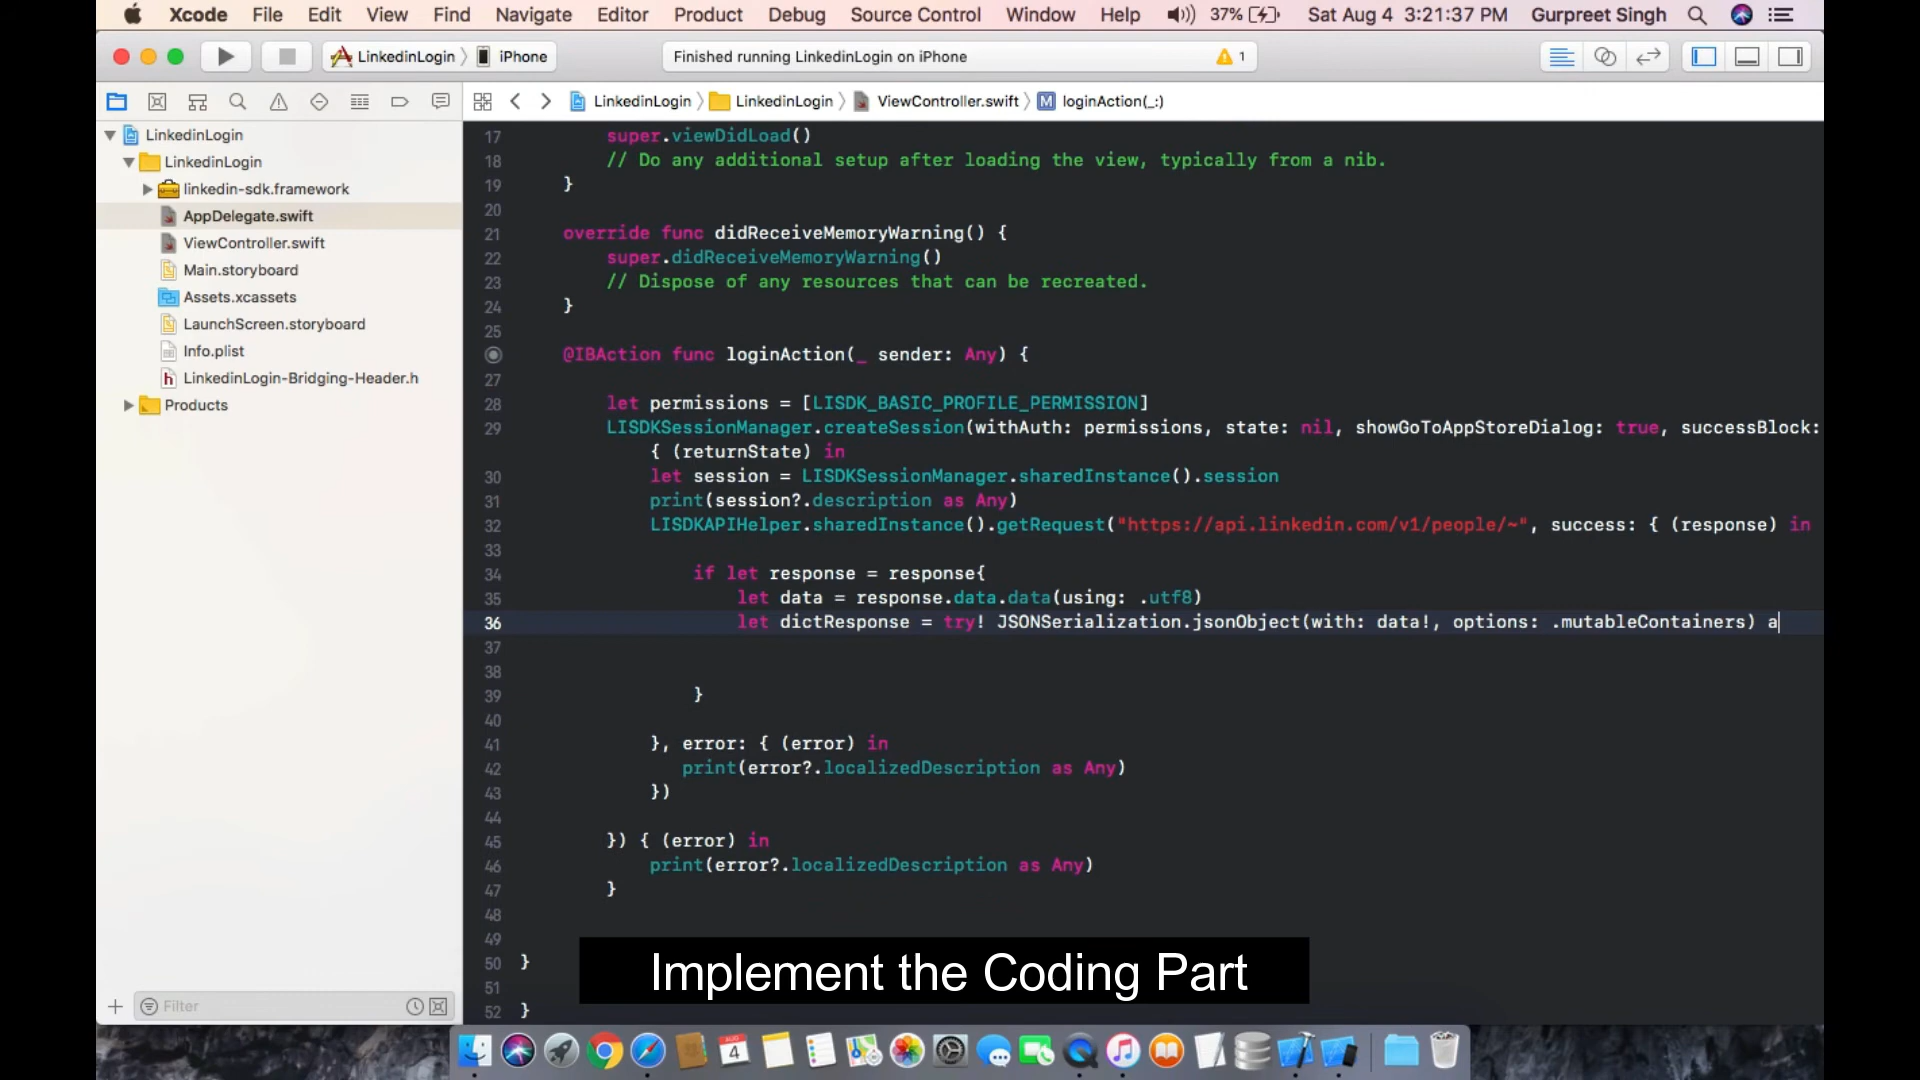 Xcode File Edit View Find Navigate Editor Product Debug Source Control Window Help 37% Sat Aug 4 3:21:37 PM Gurpreet Singh
LinkedinLogin iPhone Finished running LinkedinLogin on iPhone 1
LinkedinLogin LinkedinLogin ViewController.swift M loginAction(_:)
LinkedinLogin
LinkedinLogin
linkedin-sdk.framework
AppDelegate.swift
ViewController.swift
Main.storyboard
Assets.xcassets
LaunchScreen.storyboard
Info.plist
h LinkedinLogin-Bridging-Header.h
Products
Filter
17 super.viewDidLoad()
18 // Do any additional setup after loading the view, typically from a nib.
19 }
20
21 override func didReceiveMemoryWarning() {
22 super.didReceiveMemoryWarning()
23 // Dispose of any resources that can be recreated.
24 }
25
@IBAction func loginAction(_ sender: Any) {
27
28 let permissions = [LISDK_BASIC_PROFILE_PERMISSION]
29 LISDKSessionManager.createSession(withAuth: permissions, state: nil, showGoToAppStoreDialog: true, successBlock:
{ (returnState) in
30 let session = LISDKSessionManager.sharedInstance().session
31 print(session?.description as Any)
32 LISDKAPIHelper.sharedInstance().getRequest("https://api.linkedin.com/v1/people/~", success: { (response) in
33
34 if let response = response{
35 let data = response.data.data(using: .utf8)
36 let dictResponse = try! JSONSerialization.jsonObject(with: data!, options: .mutableContainers) a
37
38
39 }
40
41 }, error: { (error) in
42 print(error?.localizedDescription as Any)
43 })
44
45 }) { (error) in
46 print(error?.localizedDescription as Any)
47 }
48
49
50 }
51
52 }
Implement the Coding Part
4